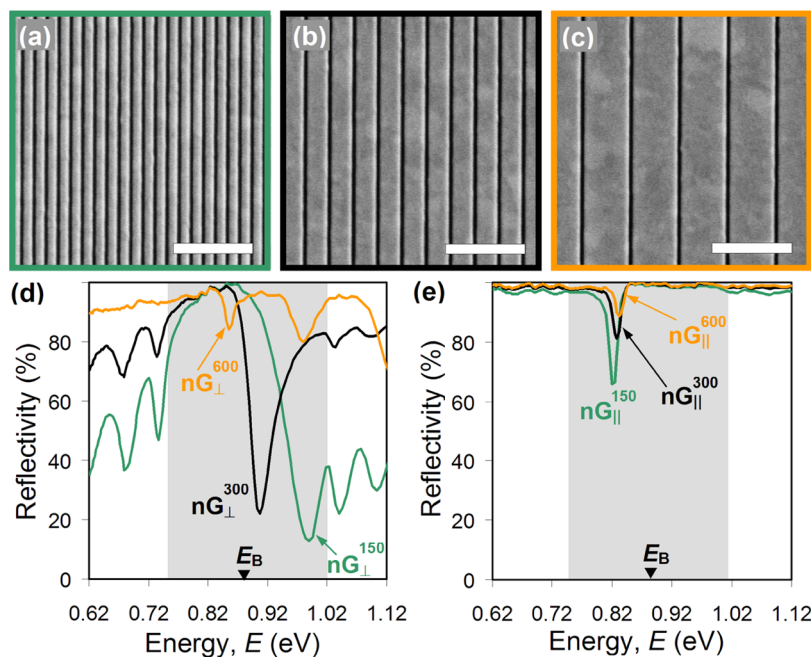 (a)
(b)
(c)
(d)
Reflectivity (%)
80
60
40
20
0
nG⊥600
nG⊥300
nG⊥150
EB
0.62 0.72 0.82 0.92 1.02 1.12
Energy, E (eV)
(e)
Reflectivity (%)
80
60
40
20
0
nG||600
nG||300
nG||150
EB
0.62 0.72 0.82 0.92 1.02 1.12
Energy, E (eV)